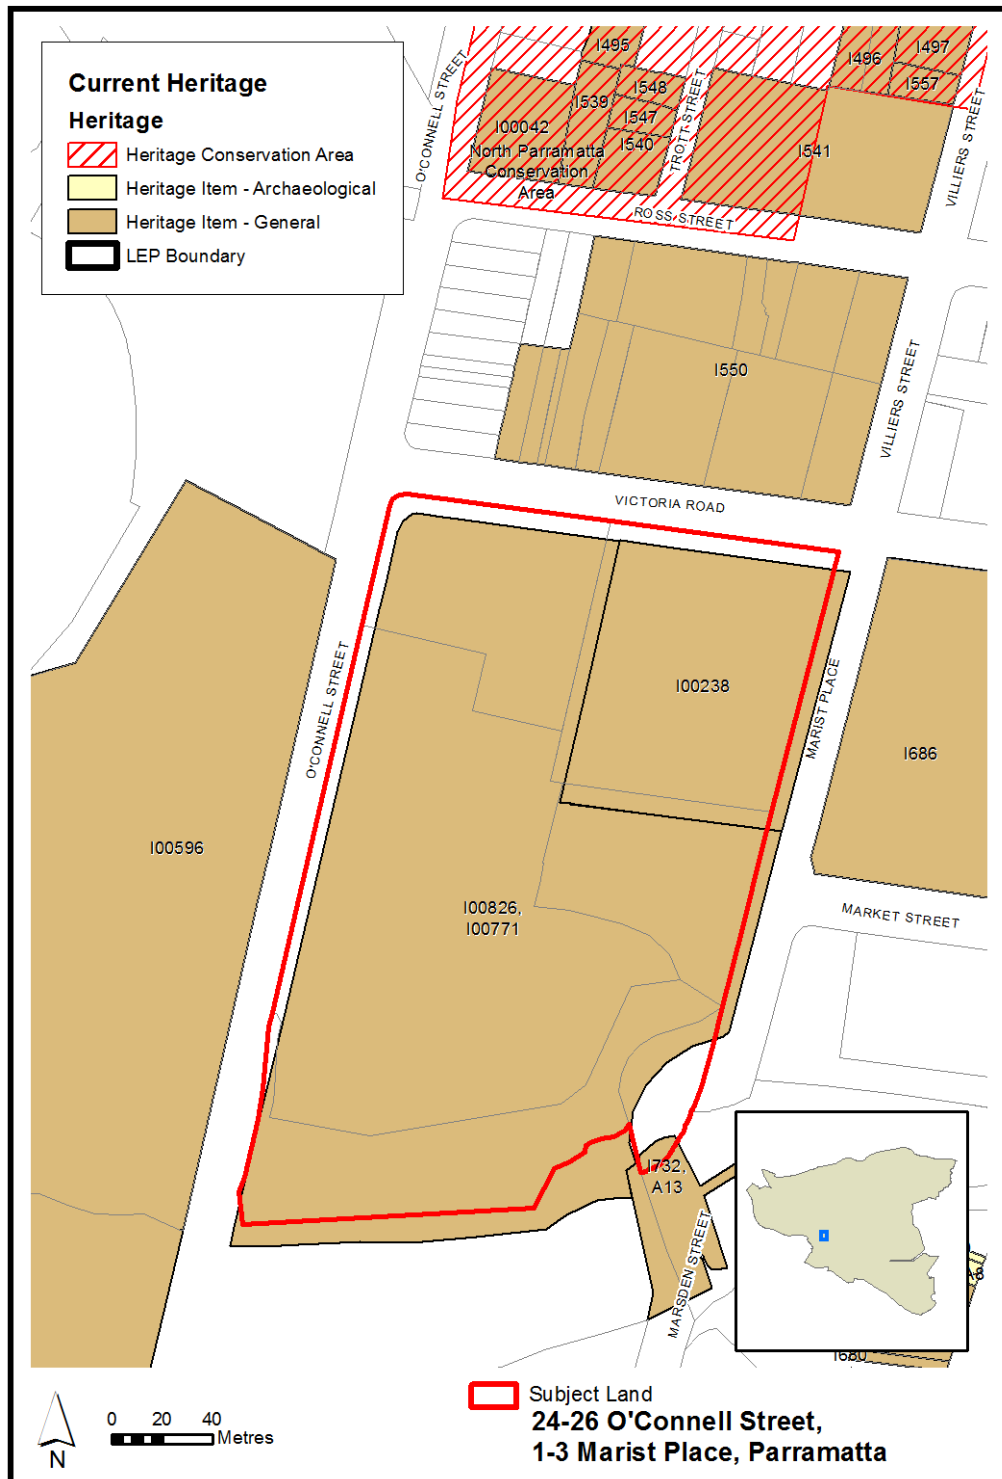 Current Heritage
Heritage
Heritage Conservation Area
Heritage Item - Archaeological
Heritage Item - General
LEP Boundary
O'CONNELL STREET
I495
I496
I497
I539
I548
I557
I547
I00042
I540
TROTT STREET
I541
North Parramatta
Conservation
Area
VILLIERS STREET
ROSS STREET
I550
VILLIERS STREET
VICTORIA ROAD
O'CONNELL STREET
I00238
MARIST PLACE
I686
I00596
I00826,
I00771
MARKET STREET
I732,
A13
MARSDEN STREET
A8
I680
N
0 20 40
Metres
Subject Land
24-26 O'Connell Street,
1-3 Marist Place, Parramatta